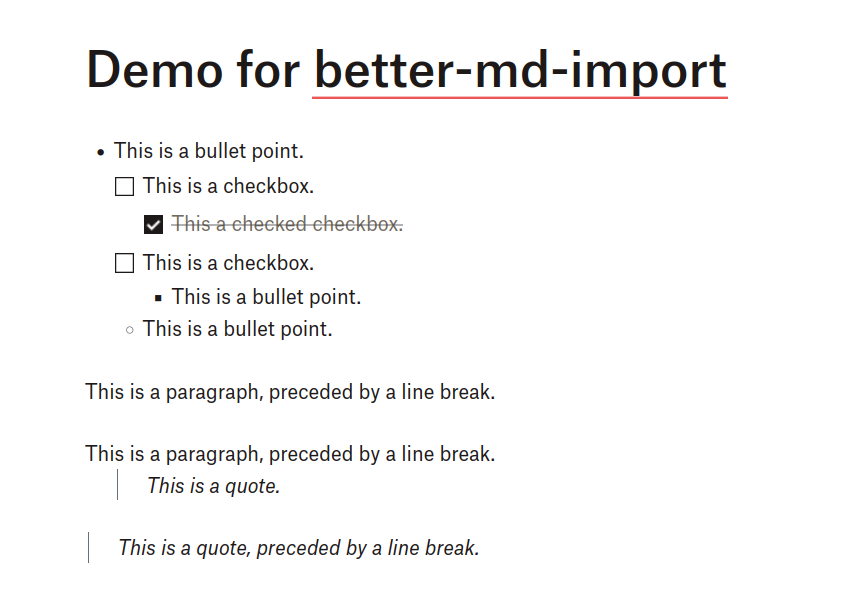 Demo for better-md-import
This is a bullet point.
This is a checkbox.
This a checked checkbox.
This is a checkbox.
This is a bullet point.
This is a bullet point.
This is a paragraph, preceded by a line break.
This is a paragraph, preceded by a line break.
This is a quote.
This is a quote, preceded by a line break.